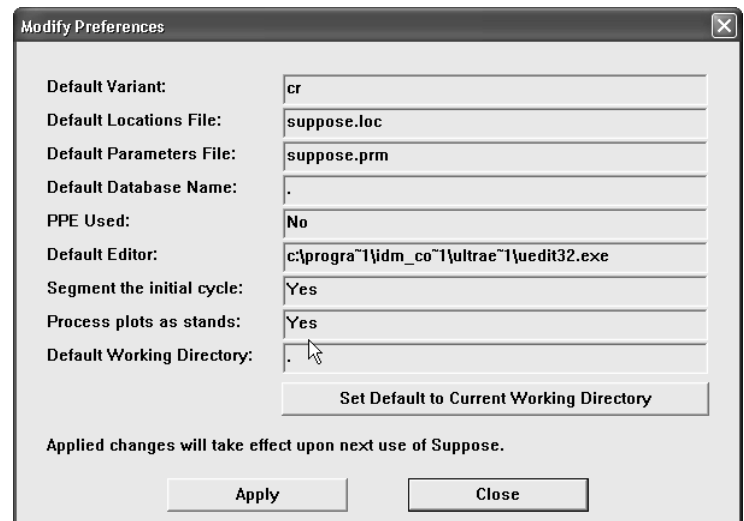 Modify Preferences
Default Variant: cr
Default Locations File: suppose.loc
Default Parameters File: suppose.prm
Default Database Name: .
PPE Used: No
Default Editor: c:\progra~1\idm_co~1\ultrae~1\uedit32.exe
Segment the initial cycle: Yes
Process plots as stands: Yes
Default Working Directory: .
Set Default to Current Working Directory
Applied changes will take effect upon next use of Suppose.
Apply Close